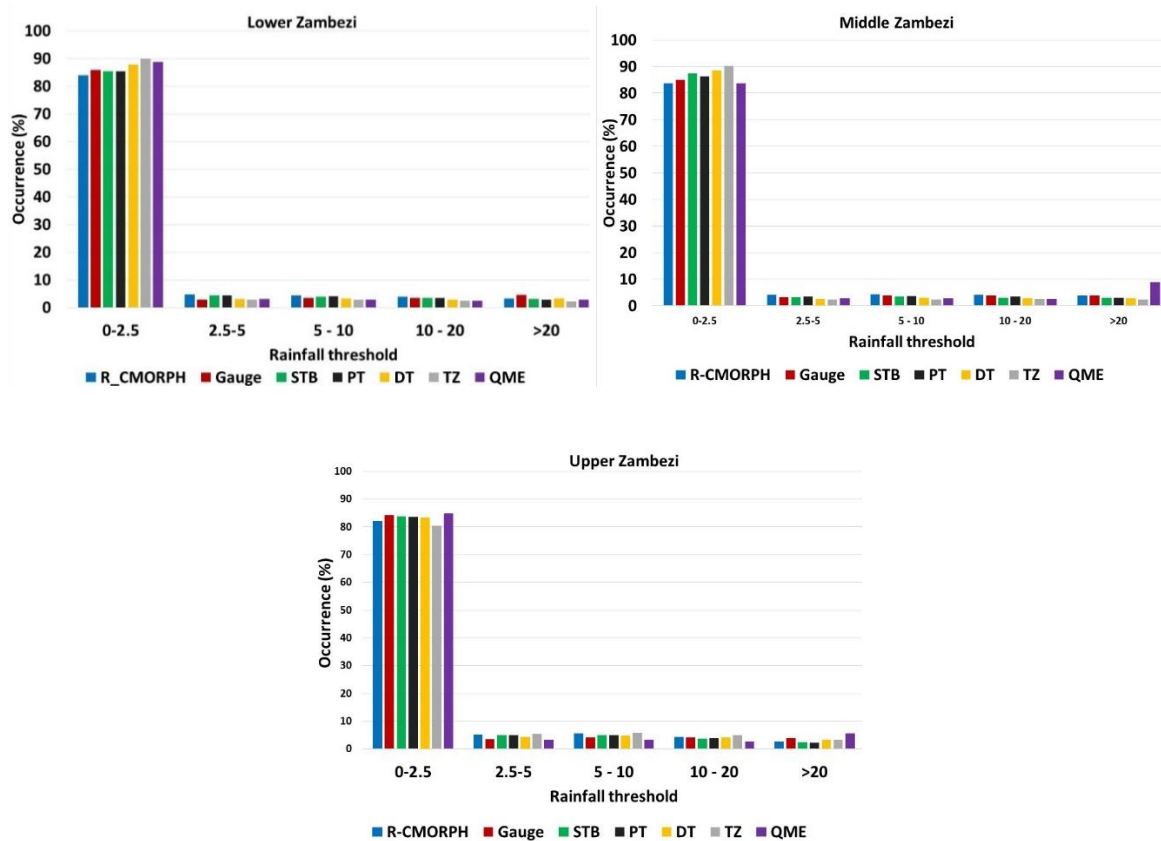 Lower Zambezi
100
90
80
70
60
50
40
30
20
10
0
Occurrence (%)
0-2.5 2.5-5 5 - 10 10 - 20 >20
Rainfall threshold
R_CMORPH Gauge STB PT DT TZ QME
Middle Zambezi
100
90
80
70
60
50
40
30
20
10
0
Occurrence (%)
0-2.5 2.5-5 5 - 10 10 - 20 >20
Rainfall threshold
R-CMORPH Gauge STB PT DT TZ QME
Upper Zambezi
100
90
80
70
60
50
40
30
20
10
0
Occurrence (%)
0-2.5 2.5-5 5 - 10 10 - 20 >20
Rainfall threshold
R-CMORPH Gauge STB PT DT TZ QME